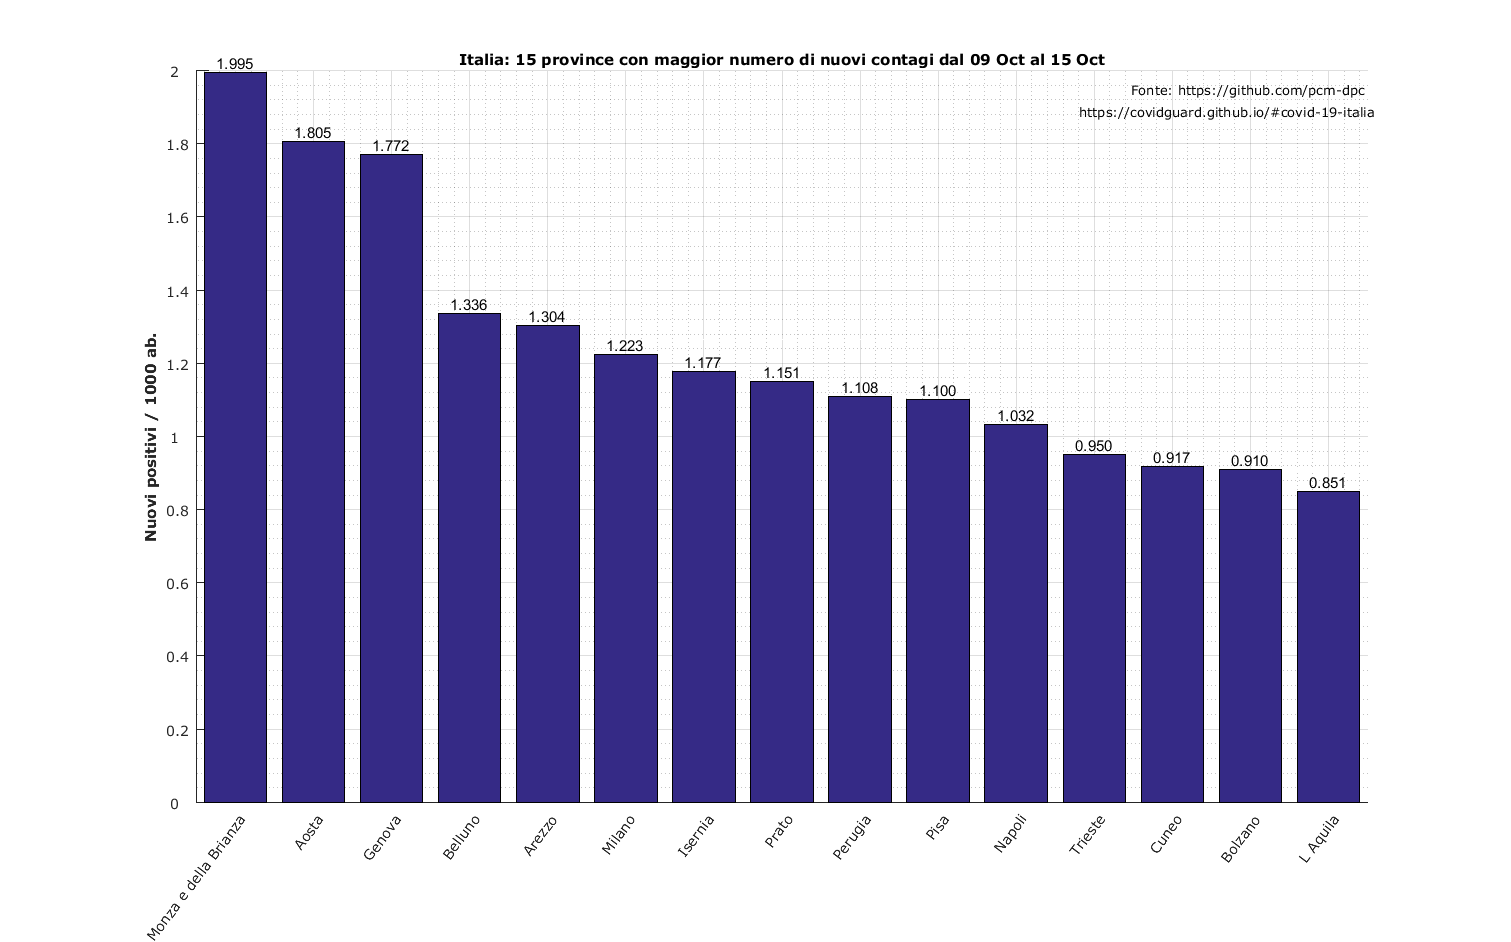 Italia: 15 province con maggior numero di nuovi contagi dal 09 Oct al 15 Oct
Fonte: https://github.com/pcm-dpc
https://covidguard.github.io/#covid-19-italia
Nuovi positivi / 1000 ab.
2
1.8
1.6
1.4
1.2
1
0.8
0.6
0.4
0.2
0
1.995
1.805
1.772
1.336
1.304
1.223
1.177
1.151
1.108
1.100
1.032
0.950
0.917
0.910
0.851
Monza e della Brianza
Aosta
Genova
Belluno
Arezzo
Milano
Isernia
Prato
Perugia
Pisa
Napoli
Trieste
Cuneo
Bolzano
L Aquila